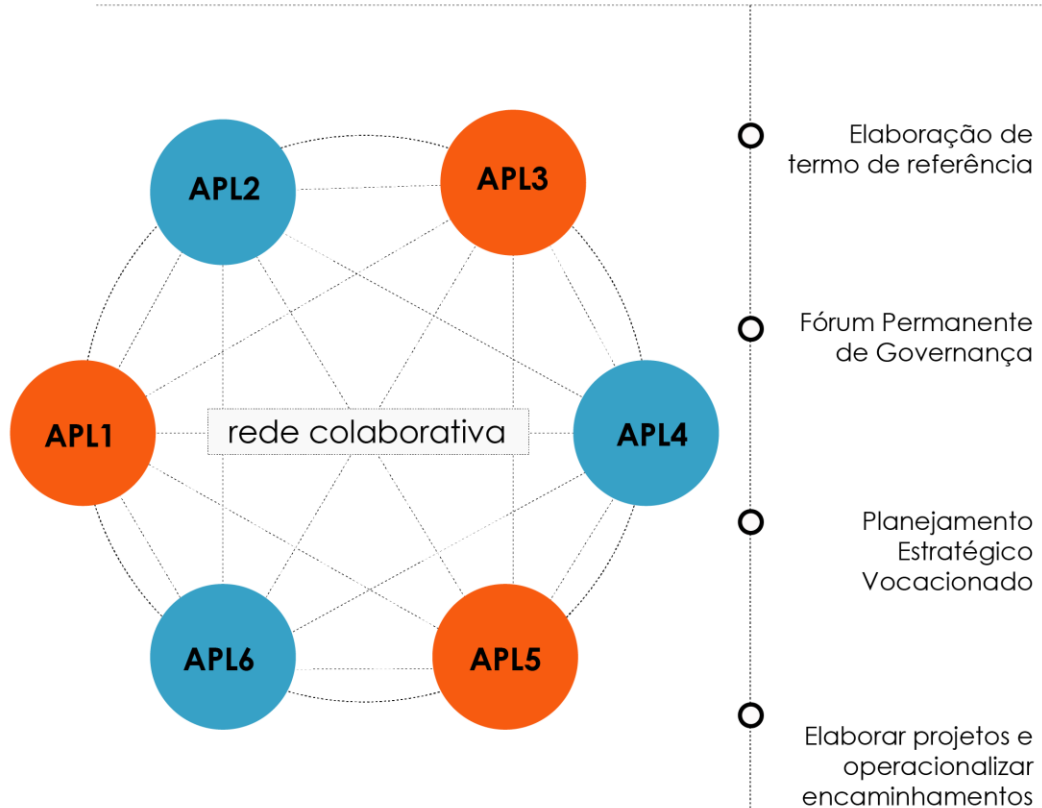 APL2
APL3
APL1
rede colaborativa
APL4
APL6
APL5
Elaboração de
termo de referência
Fórum Permanente
de Governança
Planejamento
Estratégico
Vocacionado
Elaborar projetos e
operacionalizar
encaminhamentos